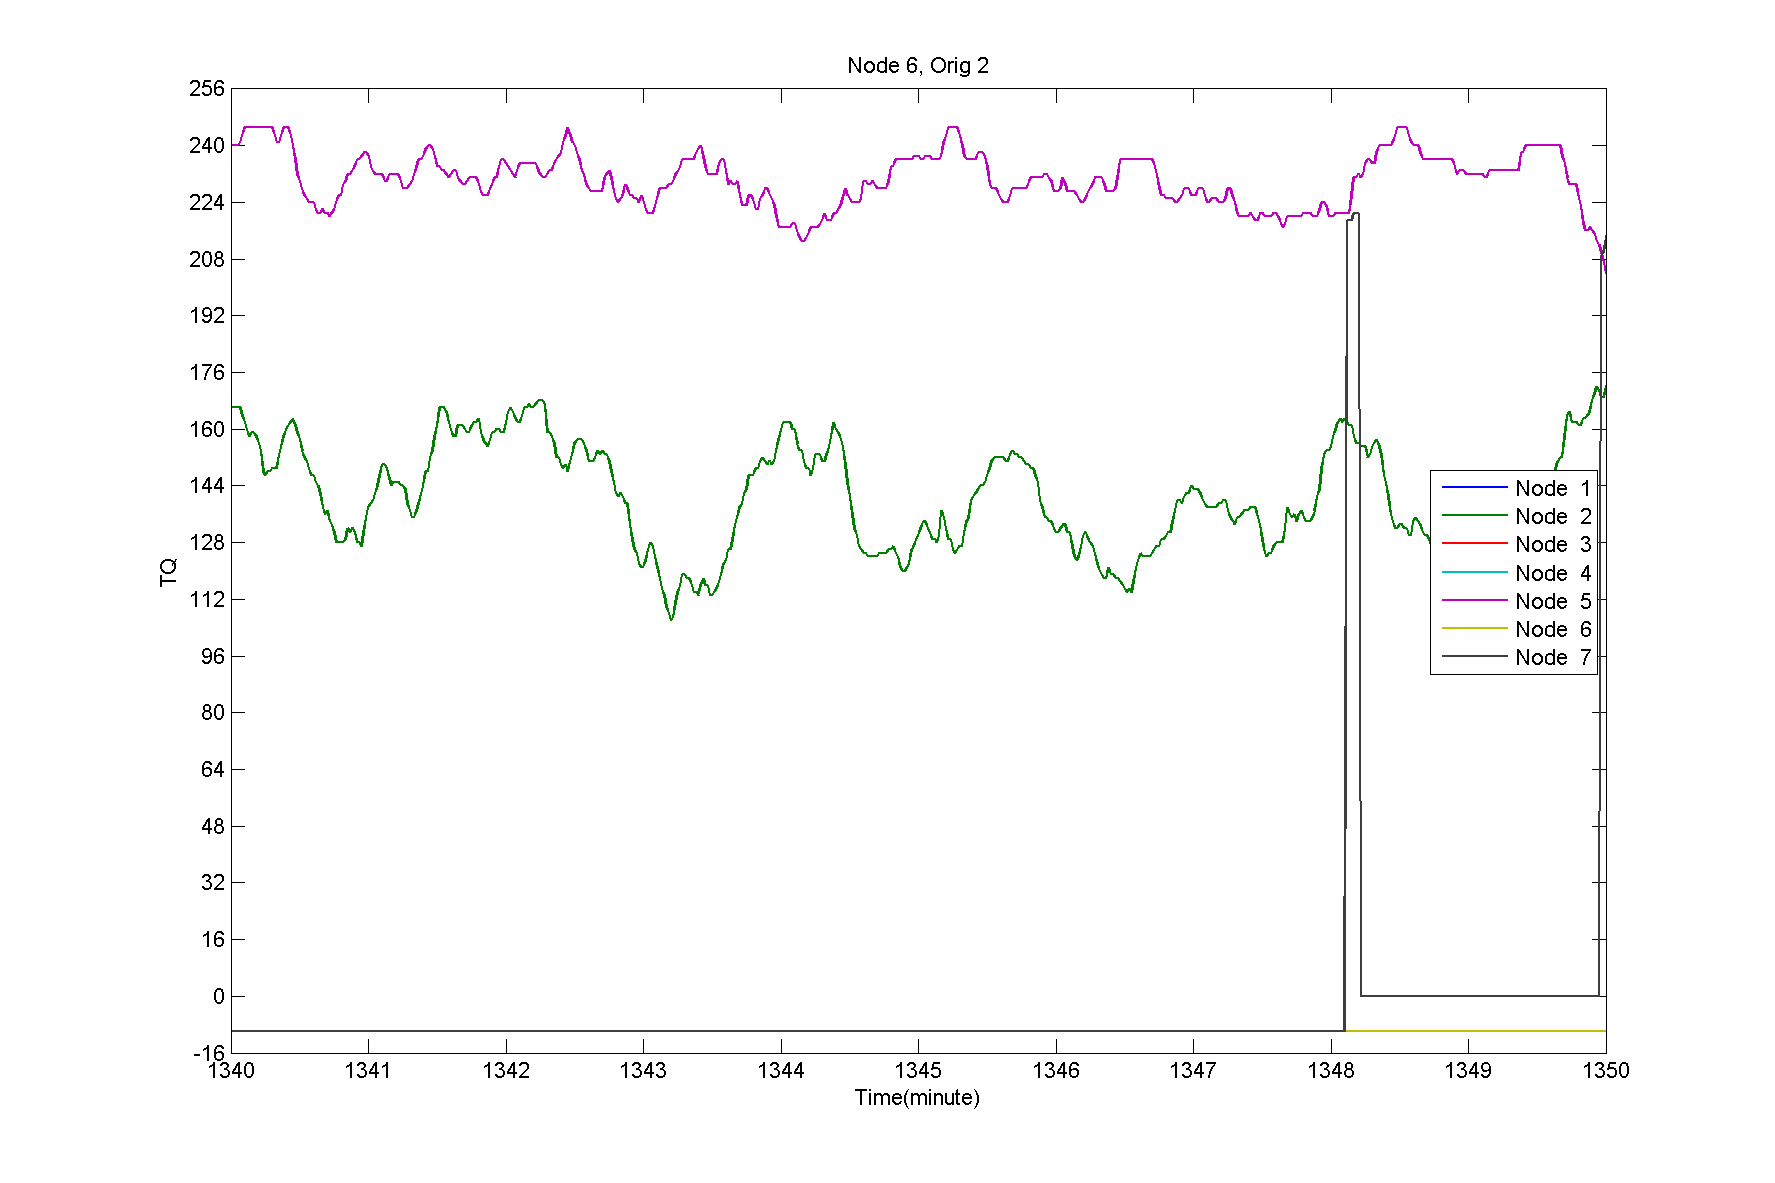 Node 6, Orig 2
256
240
224
208
192
176
160
144
128
112
96
80
64
48
32
16
0
-16
TQ
Node 1
Node 2
Node 3
Node 4
Node 5
Node 6
Node 7
1340 1341 1342 1343 1344 1345 1346 1347 1348 1349 1350
Time(minute)